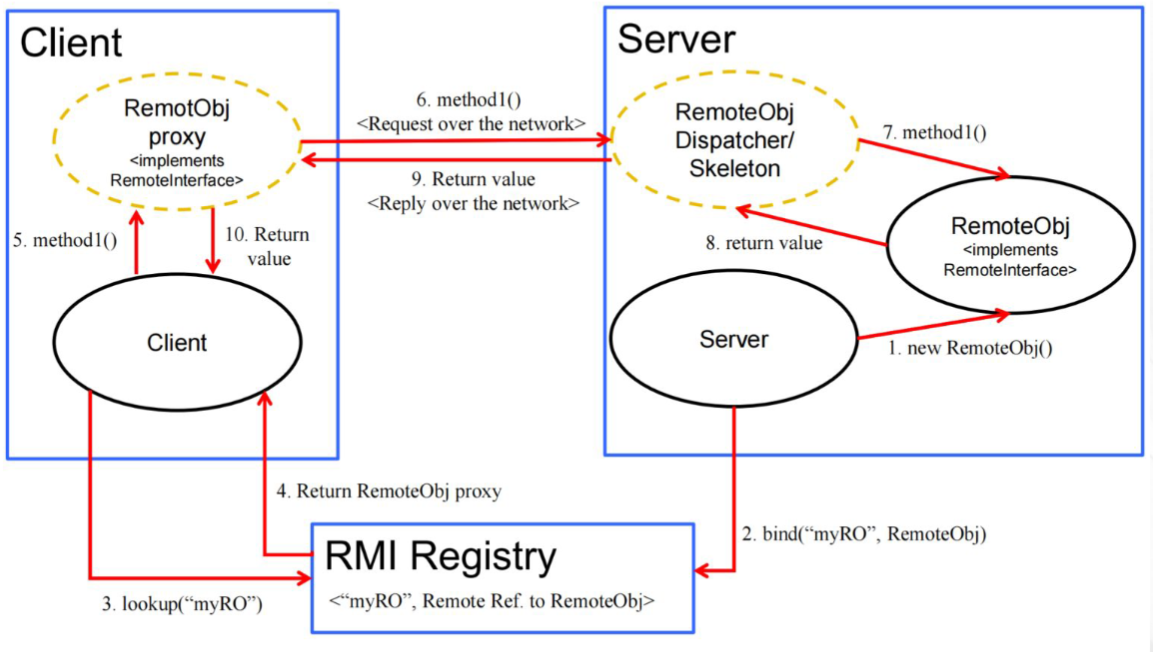 Client
RemotObj
proxy
<implements
RemoteInterface>
5. method1()
10. Return
value
Client
6. method1()
<Request over the network>
9. Return value
<Reply over the network>
Server
RemoteObj
Dispatcher/
Skeleton
7. method1()
8. return value
RemoteObj
<implements
RemoteInterface>
Server
1. new RemoteObj()
4. Return RemoteObj proxy
2. bind(“myRO”, RemoteObj)
3. lookup(“myRO”)
RMI Registry
<“myRO”, Remote Ref. to RemoteObj>